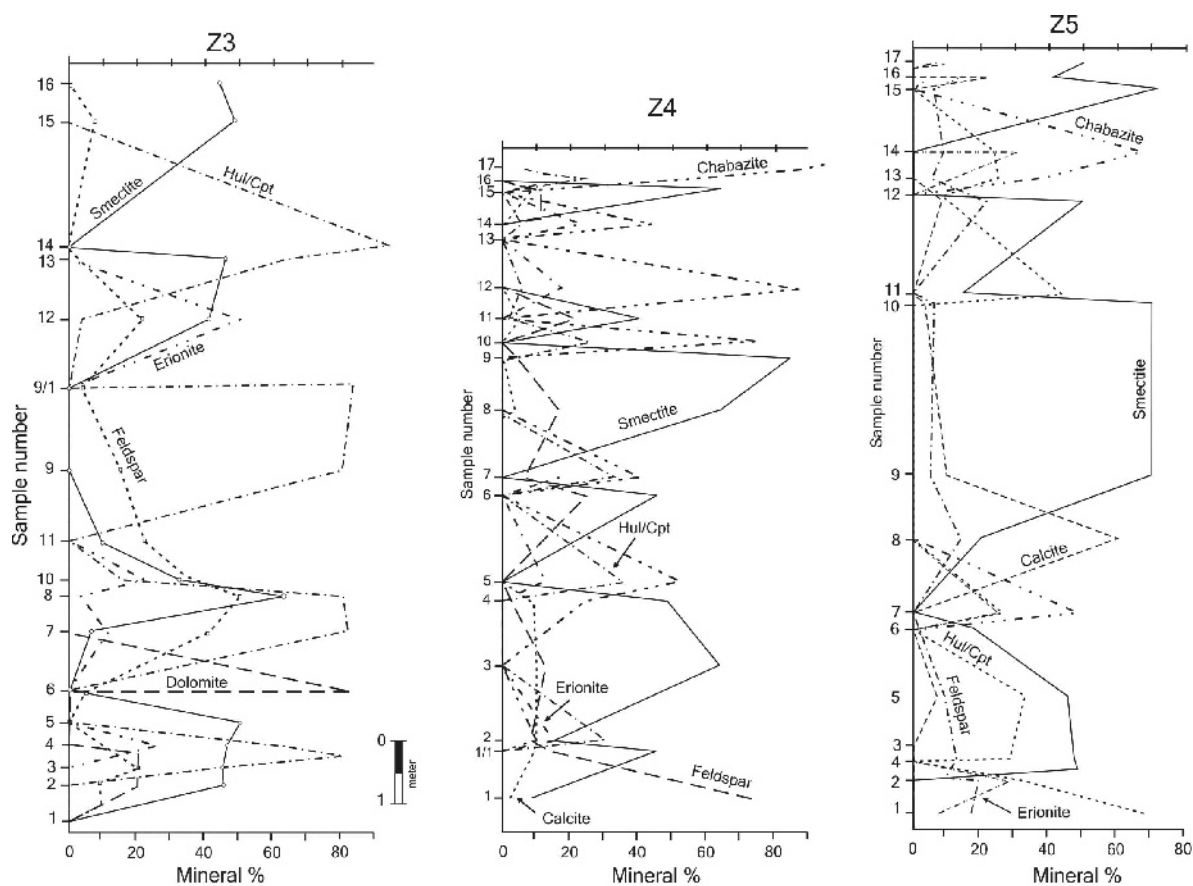 Z3
16
15
14
13
12
9/1
9
11
10
8
7
6
5
4
3
2
1
Sample number
Smectite
Hul/Cpt
Erionite
Feldspar
Dolomite
0
1
meter
0 20 40 60 80
Mineral %
Z4
17
16
15
14
13
12
11
10
9
8
7
6
5
4
3
2
1/1
1
Sample number
Chabazite
Smectite
Hul/Cpt
Erionite
Feldspar
Calcite
0 20 40 60 80
Mineral %
Z5
17
16
15
14
13
12
11
10
9
8
7
6
5
3
4
2
1
Sample number
Chabazite
Smectite
Calcite
Hul/Cpt
Feldspar
Erionite
0 20 40 60 80
Mineral %